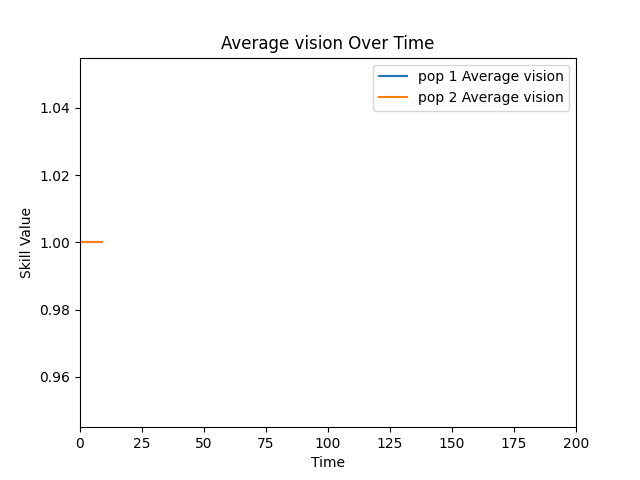 Average vision Over Time
pop 1 Average vision
pop 2 Average vision
Skill Value
1.04
1.02
1.00
0.98
0.96
0 25 50 75 100 125 150 175 200
Time